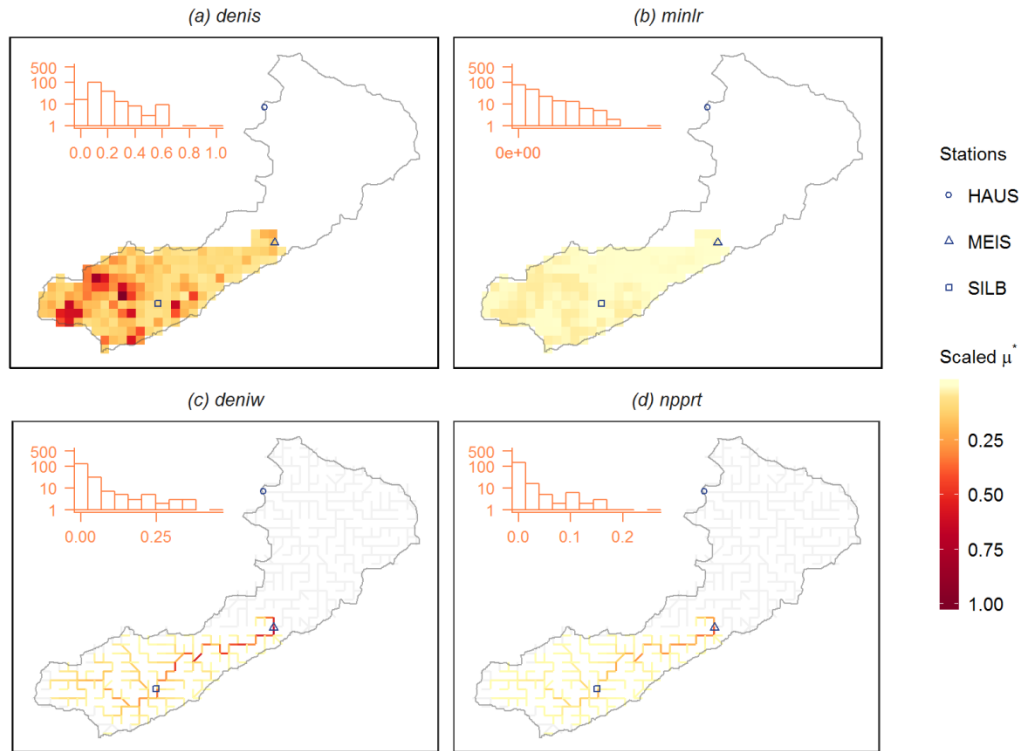 (a) denis
(b) minlr
500
100
10
1
0.0 0.2 0.4 0.6 0.8 1.0
500
100
10
1
0e+00
Stations
HAUS
MEIS
SILB
Scaled μ*
0.25
0.50
0.75
1.00
(c) deniw
(d) npprt
500
100
10
1
0.00 0.25
500
100
10
1
0.0 0.1 0.2